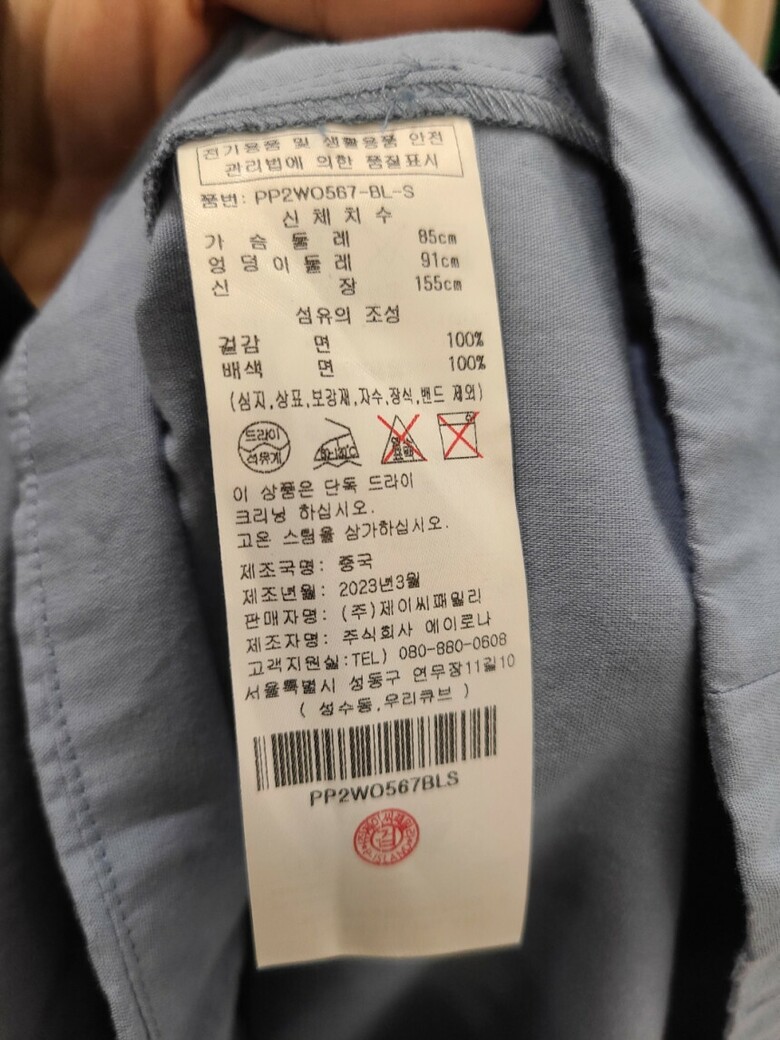 전기용품 및 생활용품 안전
관리법에 의한 품질표시
품번: PP2WO567-BL-S
신체치수
가슴둘레 85cm
엉덩이둘레 91cm
신장 155cm
섬유의 조성
겉감 면 100%
배색 면 100%
(심지,상표,보강재,자수,장식,밴드 제외)
드라이
석유계
이 상품은 단독 드라이
크리닝 하십시오.
고온 스팀을 삼가하십시오.
제조국명: 중국
제조년월: 2023년3월
판매자명: (주)제이씨패밀리
제조자명: 주식회사 에이로나
고객지원실:TEL) 080-880-0608
서울특별시 성동구 연무장11길10
( 성수동,우리큐브 )
PP2WO567BLS